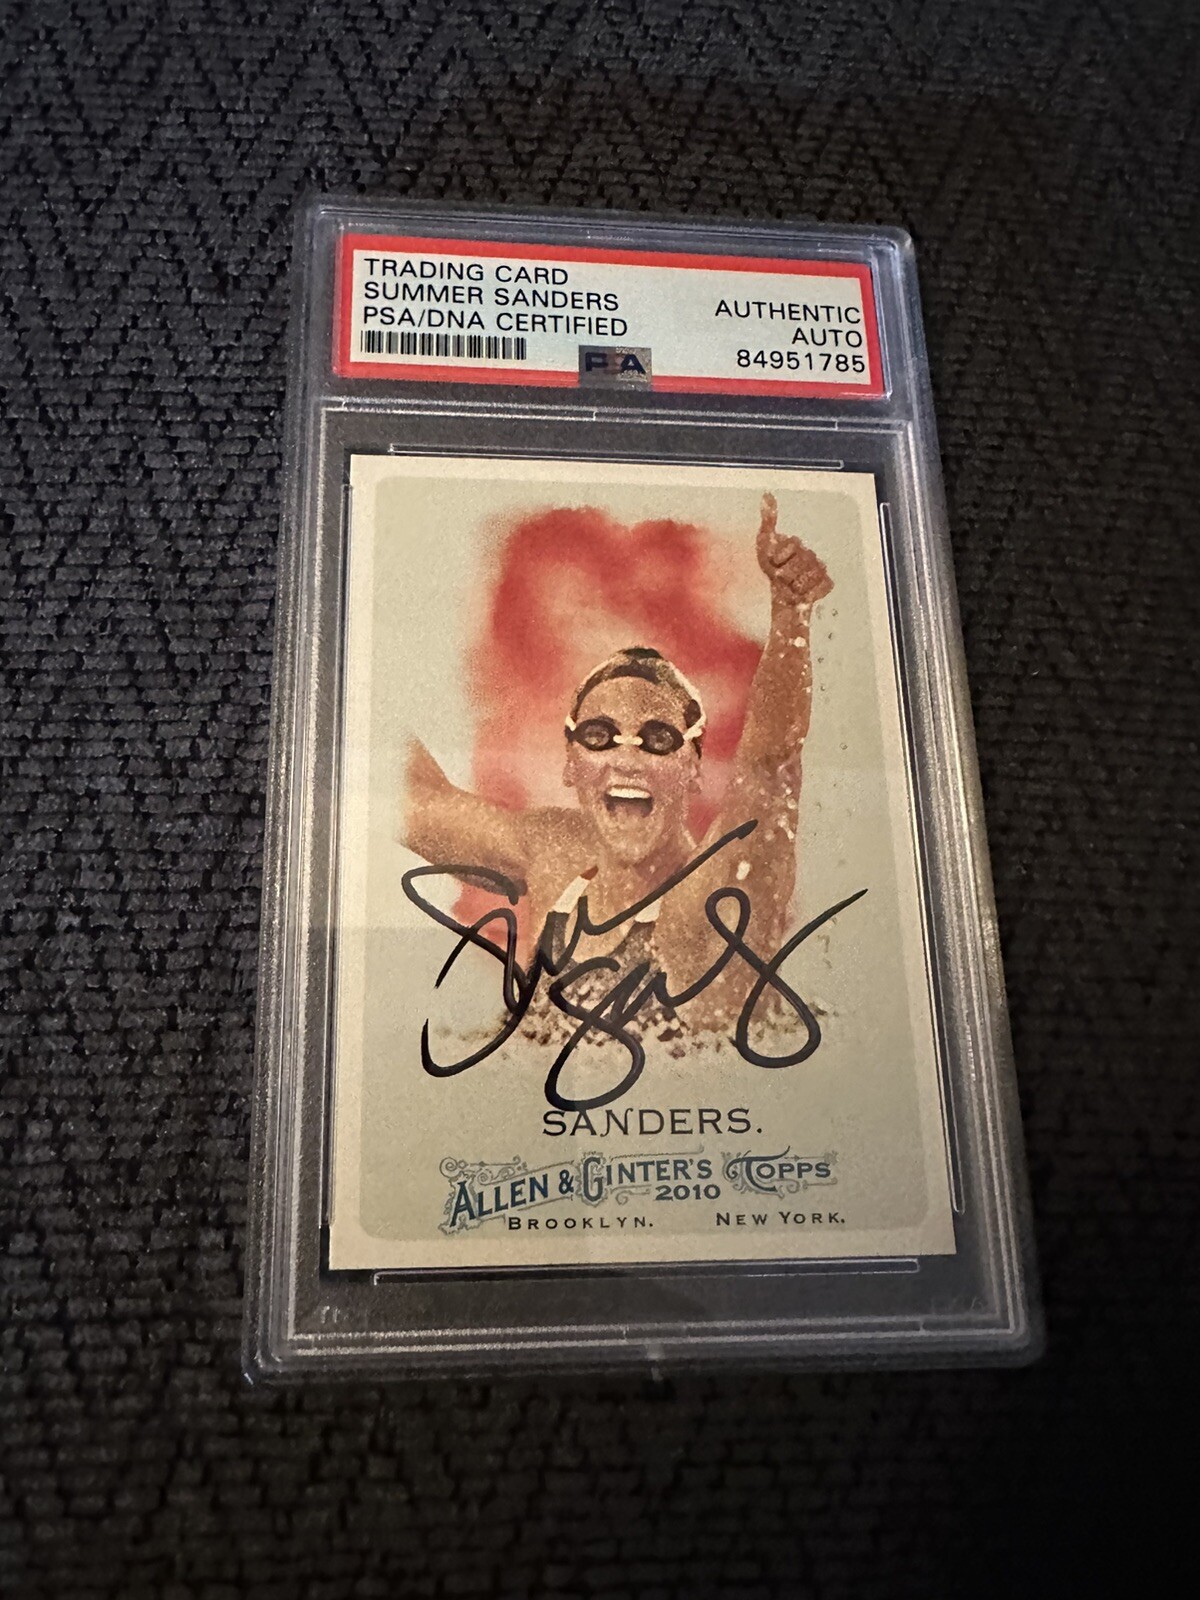 TRADING CARD
SUMMER SANDERS
PSA/DNA CERTIFIED
AUTHENTIC
AUTO
84951785
PSA
SANDERS.
ALLEN & GINTER'S TOPPS
2010
BROOKLYN. NEW YORK.